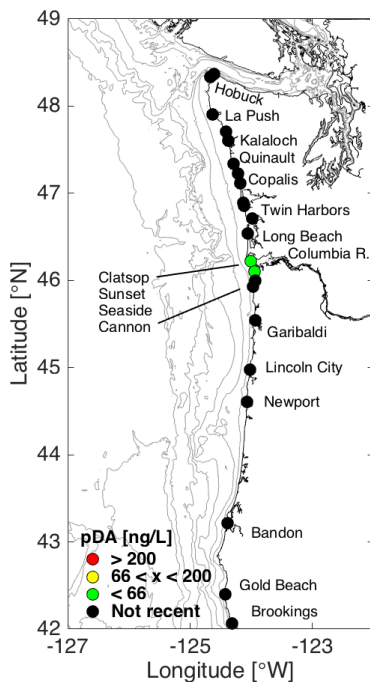 49
48
47
46
45
44
43
42
Latitude [°N]
Hobuck
La Push
Kalaloch
Quinault
Copalis
Twin Harbors
Long Beach
Columbia R.
Clatsop
Sunset
Seaside
Cannon
Garibaldi
Lincoln City
Newport
Bandon
Gold Beach
Brookings
pDA [ng/L]
> 200
66 < x < 200
< 66
Not recent
-127
-125
-123
Longitude [°W]